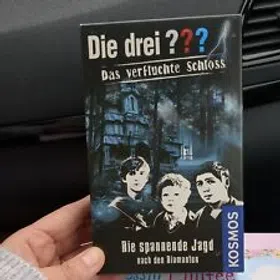 Die drei ???
Das verfluchte Schloss
Die spannende Jagd
nach den Diamanten
KOSMOS